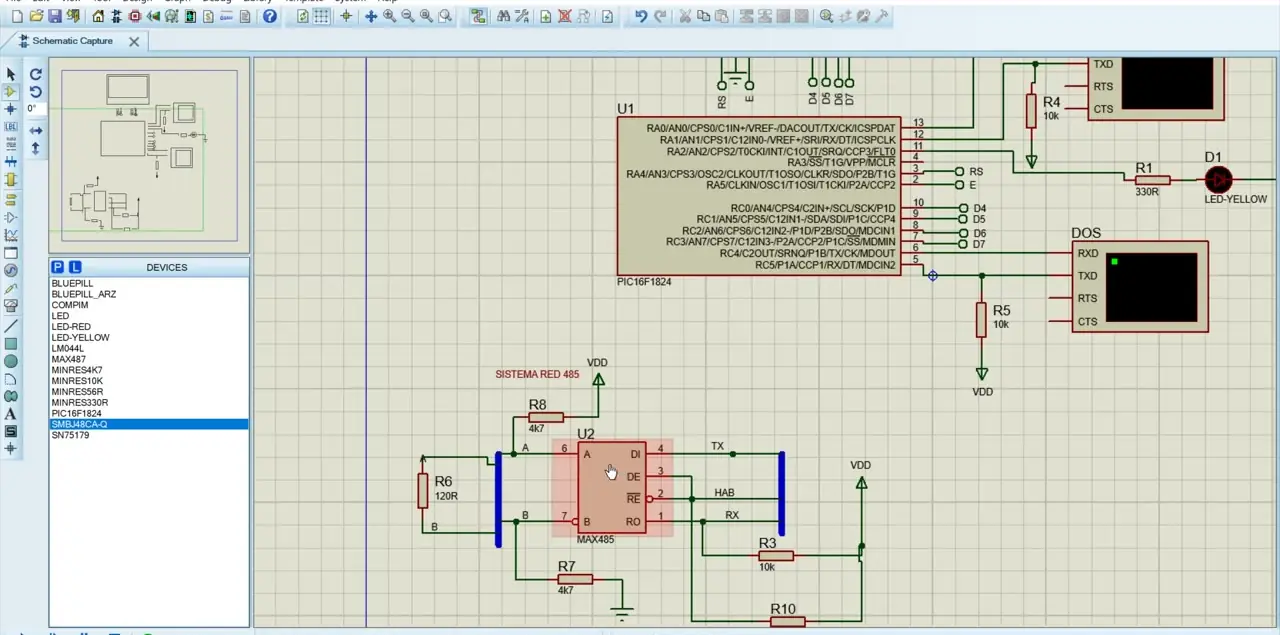 Schematic Capture
0°
P L DEVICES
BLUEPILL
BLUEPILL_ARZ
COMPIM
LED
LED-RED
LED-YELLOW
LM044L
MAX487
MINRES4K7
MINRES10K
MINRES56R
MINRES330R
PIC16F1824
SMBJ48CA-Q
SN75179
RS
E
D4
D5
D6
D7
U1
RA0/AN0/CPS0/C1IN+/VREF-/DACOUT/TX/CK/ICSPDAT
RA1/AN1/CPS1/C12IN0-/VREF+/SRI/RX/DT/ICSPCLK
RA2/AN2/CPS2/T0CKI/INT/C1OUT/SRQ/CCP3/FLT0
RA3/SS/T1G/VPP/MCLR
RA4/AN3/CPS3/OSC2/CLKOUT/T1OSO/CLKR/SDO/P2B/T1G
RA5/CLKIN/OSC1/T1OSI/T1CKI/P2A/CCP2
RC0/AN4/CPS4/C2IN+/SCL/SCK/P1D
RC1/AN5/CPS5/C12IN1-/SDA/SDI/P1C/CCP4
RC2/AN6/CPS6/C12IN2-/P1D/P2B/SDO/MDCIN1
RC3/AN7/CPS7/C12IN3-/P2A/CCP2/P1C/SS/MDMIN
RC4/C2OUT/SRNQ/P1B/TX/CK/MDOUT
RC5/P1A/CCP1/RX/DT/MDCIN2
PIC16F1824
13
12
11
4
3
2
10
9
8
7
6
5
RS
E
D4
D5
D6
D7
TXD
RTS
CTS
R4
10k
R1
330R
D1
LED-YELLOW
DOS
RXD
TXD
RTS
CTS
R5
10k
VDD
SISTEMA RED 485
VDD
R8
4k7
U2
A 6 A DI 4 TX
DE 3
RE 2 HAB
B 7 B RO 1 RX
MAX485
A
R6
120R
B
R7
4k7
VDD
R3
10k
R10